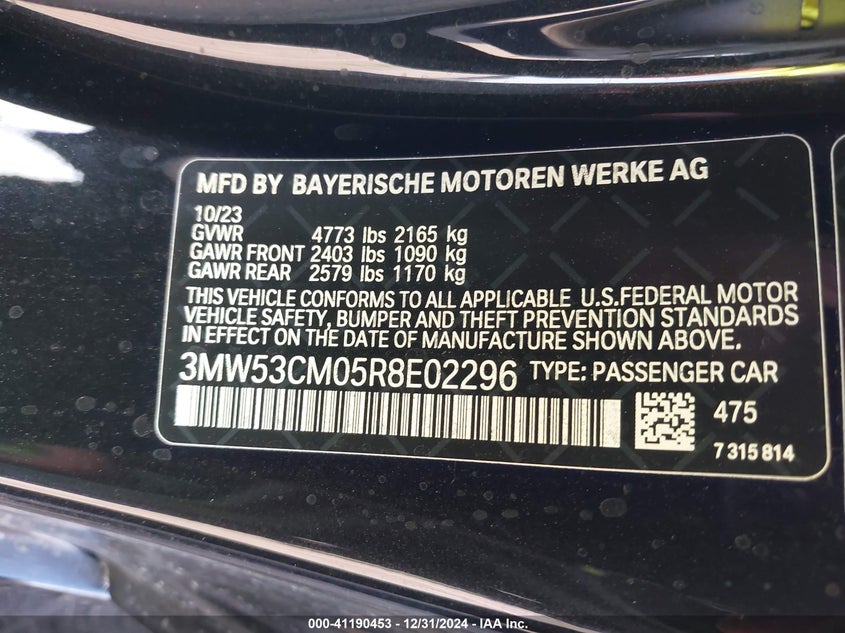 MFD BY BAYERISCHE MOTOREN WERKE AG
10/23
GVWR 4773 lbs 2165 kg
GAWR FRONT 2403 lbs 1090 kg
GAWR REAR 2579 lbs 1170 kg
THIS VEHICLE CONFORMS TO ALL APPLICABLE U.S.FEDERAL MOTOR
VEHICLE SAFETY, BUMPER AND THEFT PREVENTION STANDARDS
IN EFFECT ON THE DATE OF MANUFACTURE SHOWN ABOVE.
3MW53CM05R8E02296 TYPE: PASSENGER CAR
475
7 315 814
000-41190453 - 12/31/2024 - IAA, Inc.